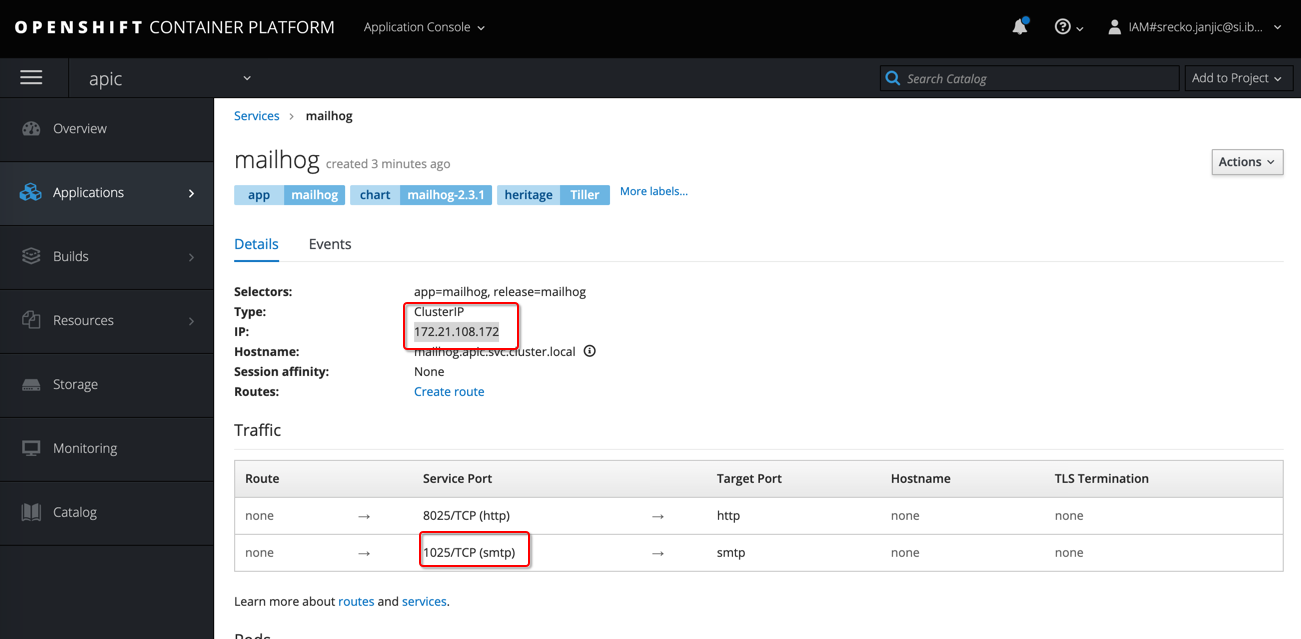 OPENSHIFT CONTAINER PLATFORM Application Console IAM#srecko.janjic@si.ib...
apic Search Catalog Add to Project
Overview
Applications
Builds
Resources
Storage
Monitoring
Catalog
Services > mailhog
mailhog created 3 minutes ago
Actions
app mailhog chart mailhog-2.3.1 heritage Tiller More labels...
Details Events
Selectors: app=mailhog, release=mailhog
Type: ClusterIP
IP: 172.21.108.172
Hostname: mailhog.apic.svc.cluster.local
Session affinity: None
Routes: Create route
Traffic
Route Service Port Target Port Hostname TLS Termination
none → 8025/TCP (http) → http none none
none → 1025/TCP (smtp) → smtp none none
Learn more about routes and services.
Pods